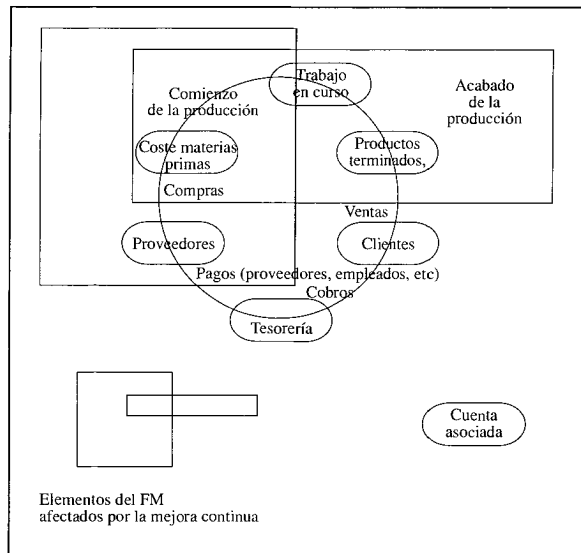 Trabajo
en curso
Comienzo
de la producción
Acabado
de la
producción
Coste materias
primas
Productos
terminados,
Compras
Ventas
Proveedores
Clientes
Pagos (proveedores, empleados, etc)
Cobros
Tesorería
Cuenta
asociada
Elementos del FM
afectados por la mejora continua